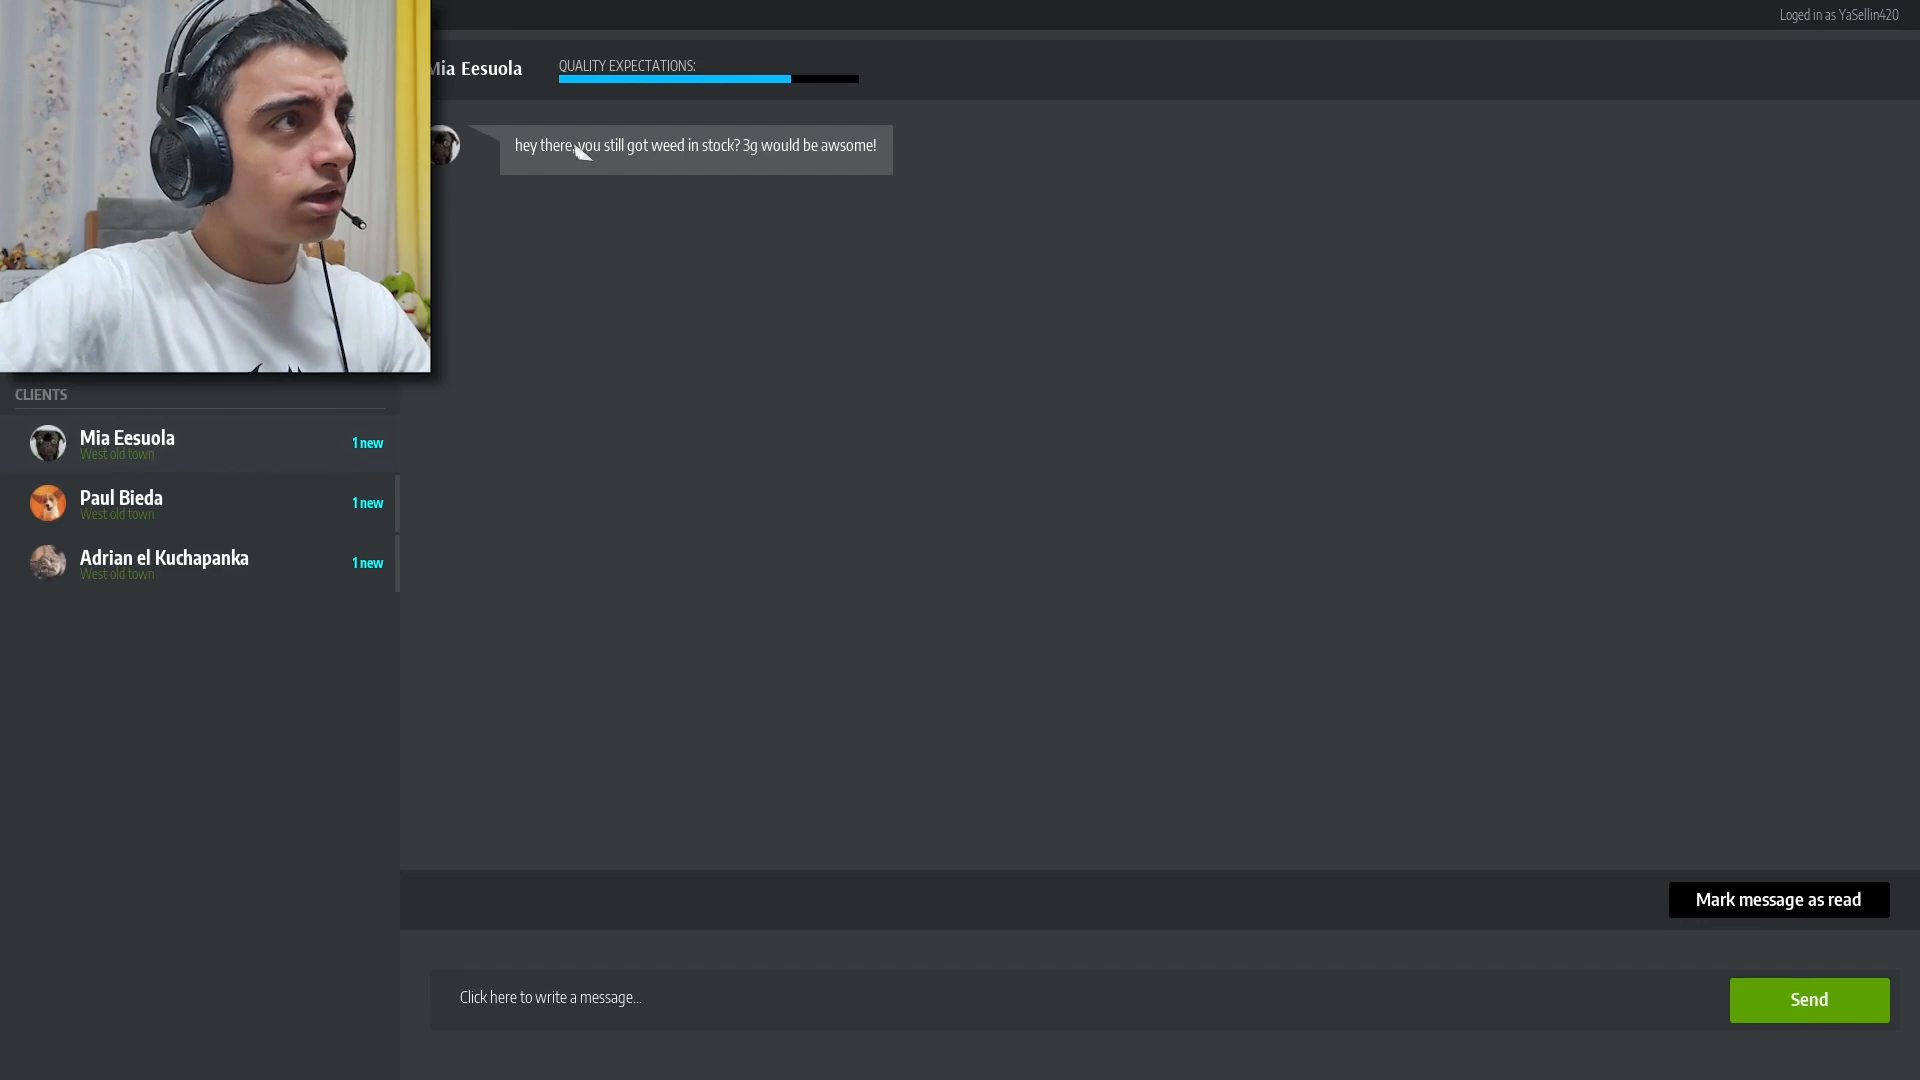 Loged in as YaSellin420
Mia Eesuola
QUALITY EXPECTATIONS:
hey there, you still got weed in stock? 3g would be awsome!
CLIENTS
Mia Eesuola
1 new
West old town
Paul Bieda
1 new
West old town
Adrian el Kuchapanka
1 new
West old town
Mark message as read
Click here to write a message...
Send